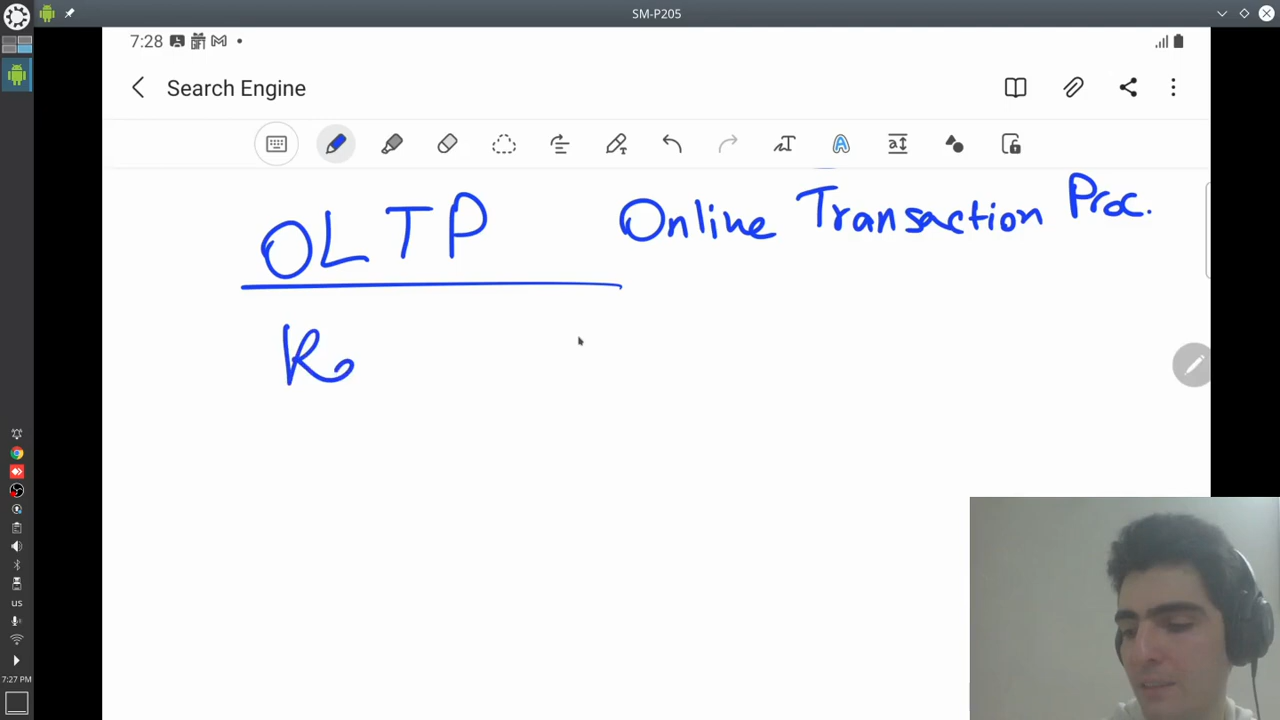 SM-P205
7:28
Search Engine
OLTP Online Transaction Proc.
us
7:27 PM